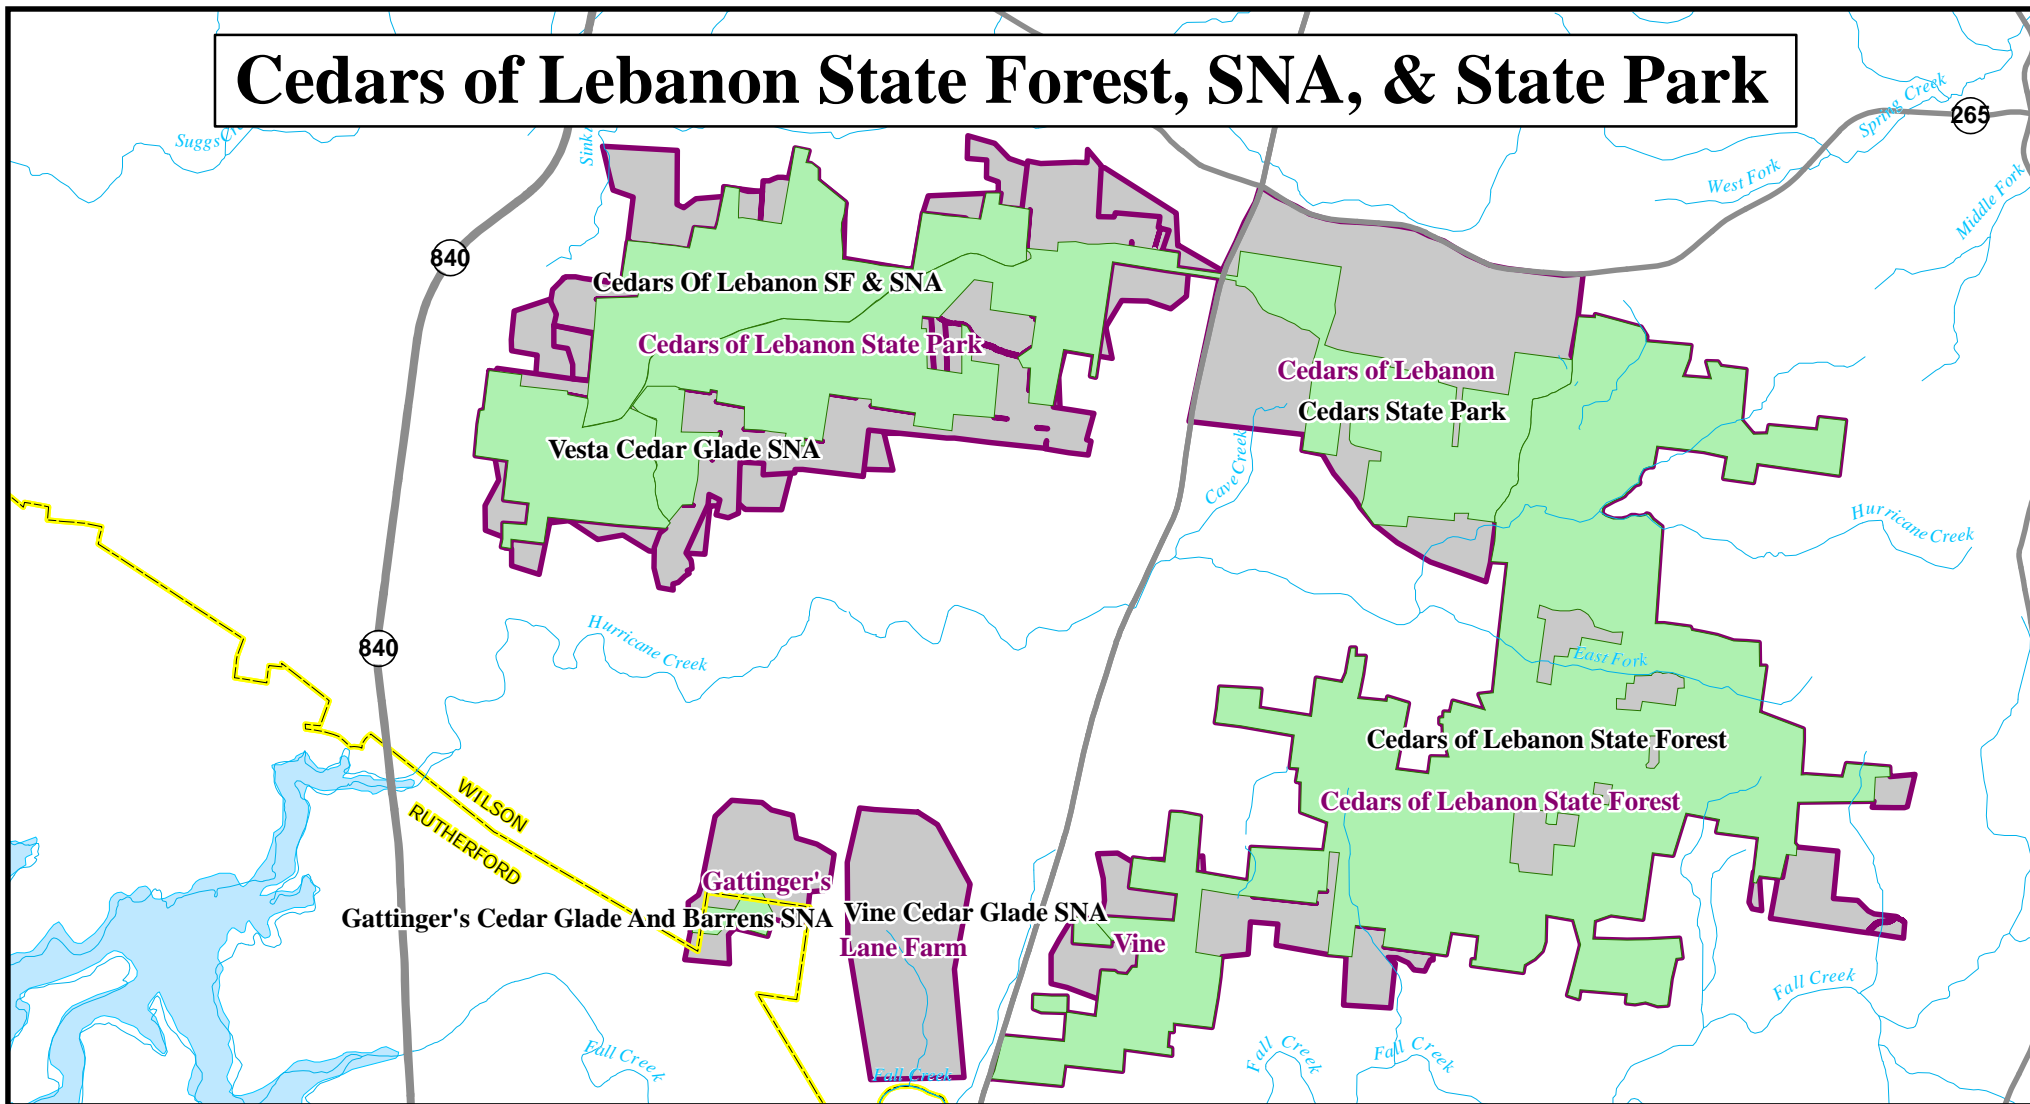 Cedars of Lebanon State Forest, SNA, & State Park
Spring Creek
265
Suggs
West Fork
Middle Fork
840
Cedars Of Lebanon SF & SNA
Cedars of Lebanon State Park
Cedars of Lebanon
Cedars State Park
Vesta Cedar Glade SNA
Cave Creek
Hurricane Creek
Hurricane Creek
840
East Fork
Cedars of Lebanon State Forest
Cedars of Lebanon State Forest
WILSON
RUTHERFORD
Gattinger's
Gattinger's Cedar Glade And Barrens SNA
Vine Cedar Glade SNA
Lane Farm
Vine
Fall Creek
Fall Creek
Fall Creek
Fall Creek
Fall Creek